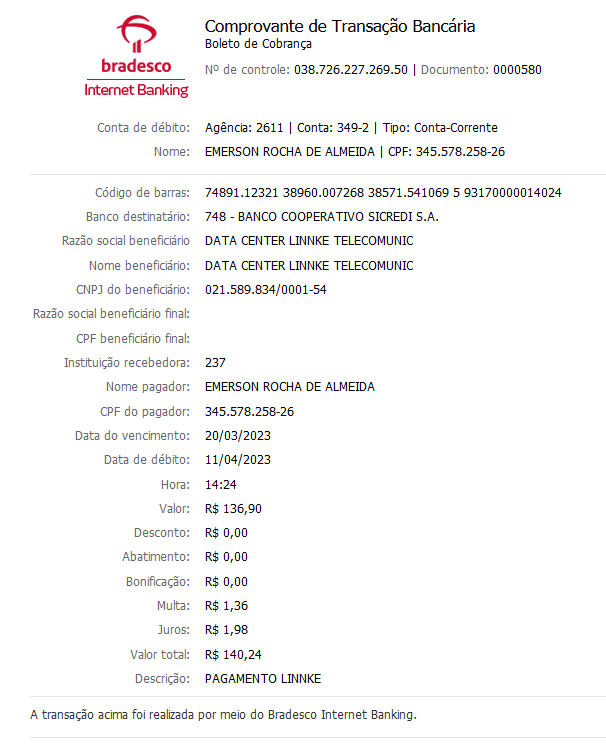 bradesco
Internet Banking
Comprovante de Transação Bancária
Boleto de Cobrança
Nº de controle: 038.726.227.269.50 | Documento: 0000580
Conta de débito: Agência: 2611 | Conta: 349-2 | Tipo: Conta-Corrente
Nome: EMERSON ROCHA DE ALMEIDA | CPF: 345.578.258-26
Código de barras: 74891.12321 38960.007268 38571.541069 5 93170000014024
Banco destinatário: 748 - BANCO COOPERATIVO SICREDI S.A.
Razão social beneficiário DATA CENTER LINNKE TELECOMUNIC
Nome beneficiário: DATA CENTER LINNKE TELECOMUNIC
CNPJ do beneficiário: 021.589.834/0001-54
Razão social beneficiário final:
CPF beneficiário final:
Instituição recebedora: 237
Nome pagador: EMERSON ROCHA DE ALMEIDA
CPF do pagador: 345.578.258-26
Data do vencimento: 20/03/2023
Data de débito: 11/04/2023
Hora: 14:24
Valor: R$ 136,90
Desconto: R$ 0,00
Abatimento: R$ 0,00
Bonificação: R$ 0,00
Multa: R$ 1,36
Juros: R$ 1,98
Valor total: R$ 140,24
Descrição: PAGAMENTO LINNKE
A transação acima foi realizada por meio do Bradesco Internet Banking.